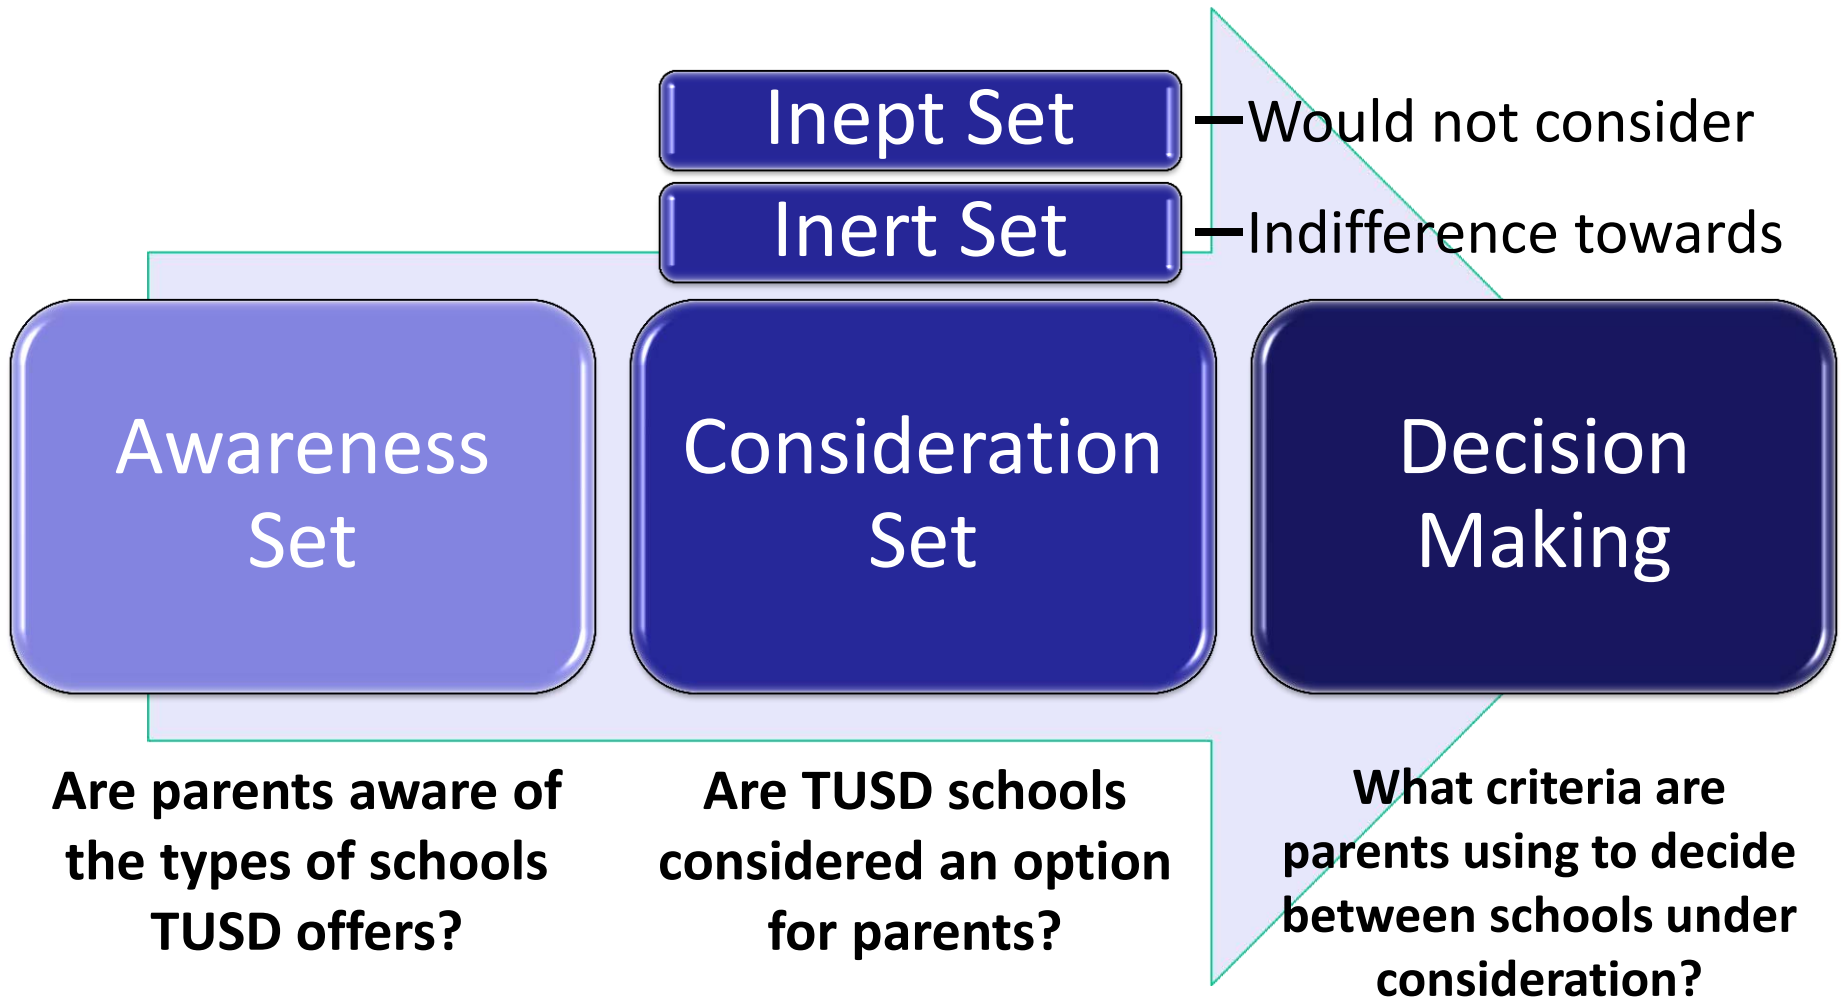 Inept Set
Would not consider
Inert Set
Indifference towards
Awareness
Set
Consideration
Set
Decision
Making
Are parents aware of
the types of schools
TUSD offers?
Are TUSD schools
considered an option
for parents?
What criteria are
parents using to decide
between schools under
consideration?